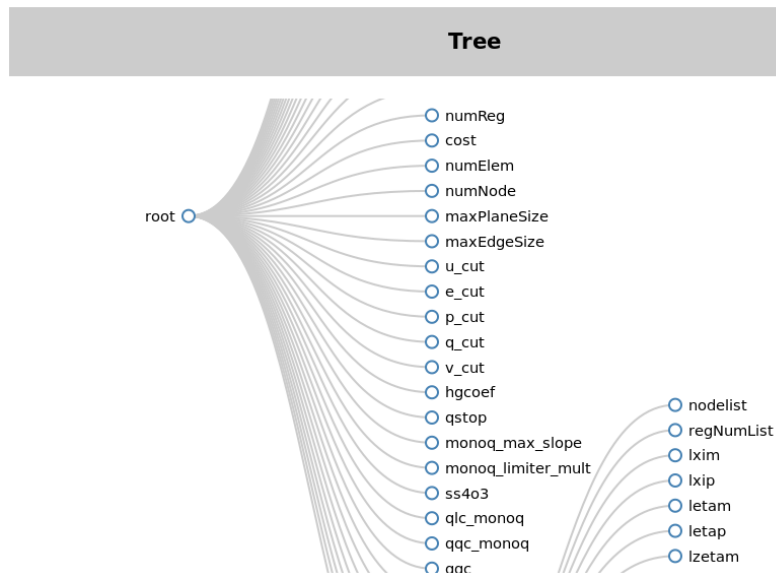 Tree
numReg
cost
numElem
numNode
root
maxPlaneSize
maxEdgeSize
u_cut
e_cut
p_cut
q_cut
v_cut
hgcoef
qstop
monoq_max_slope
monoq_limiter_mult
ss4o3
qlc_monoq
qqc_monoq
qqc
nodelist
regNumList
lxim
lxip
letam
letap
lzetam